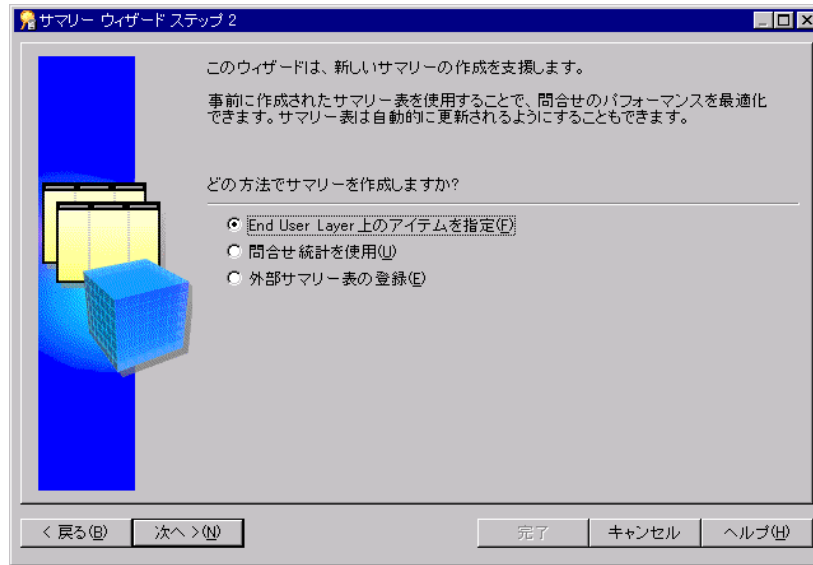 サマリー ウィザード ステップ 2
このウィザードは、新しいサマリーの作成を支援します。
事前に作成されたサマリー表を使用することで、問合せのパフォーマンスを最適化
できます。サマリー表は自動的に更新されるようにすることもできます。
どの方法でサマリーを作成しますか?
End User Layer 上のアイテムを指定(F)
問合せ統計を使用(U)
外部サマリー表の登録(E)
< 戻る(B) 次へ >(N) 完了 キャンセル ヘルプ(H)